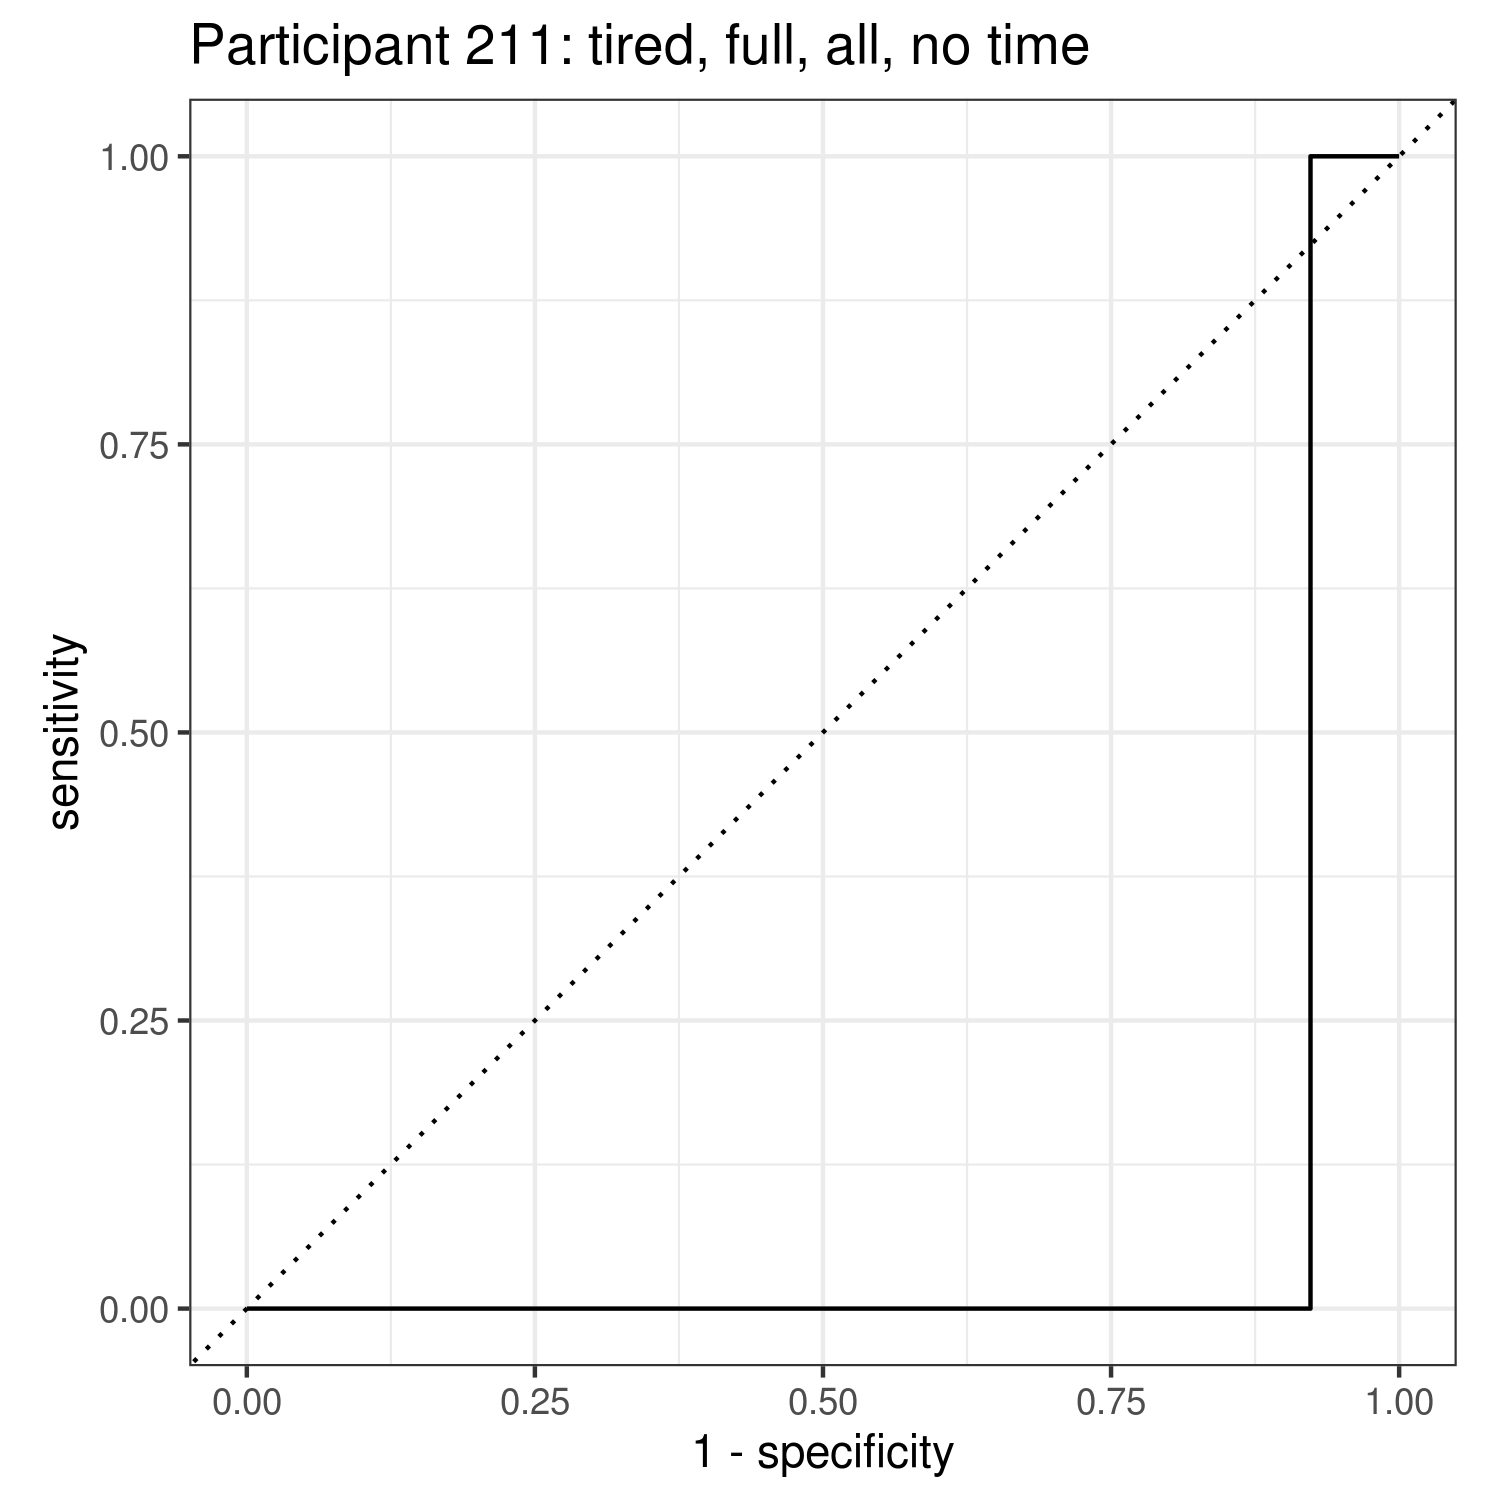 Participant 211: tired, full, all, no time
1.00
0.75
0.50
0.25
0.00
sensitivity
0.00 0.25 0.50 0.75 1.00
1 - specificity